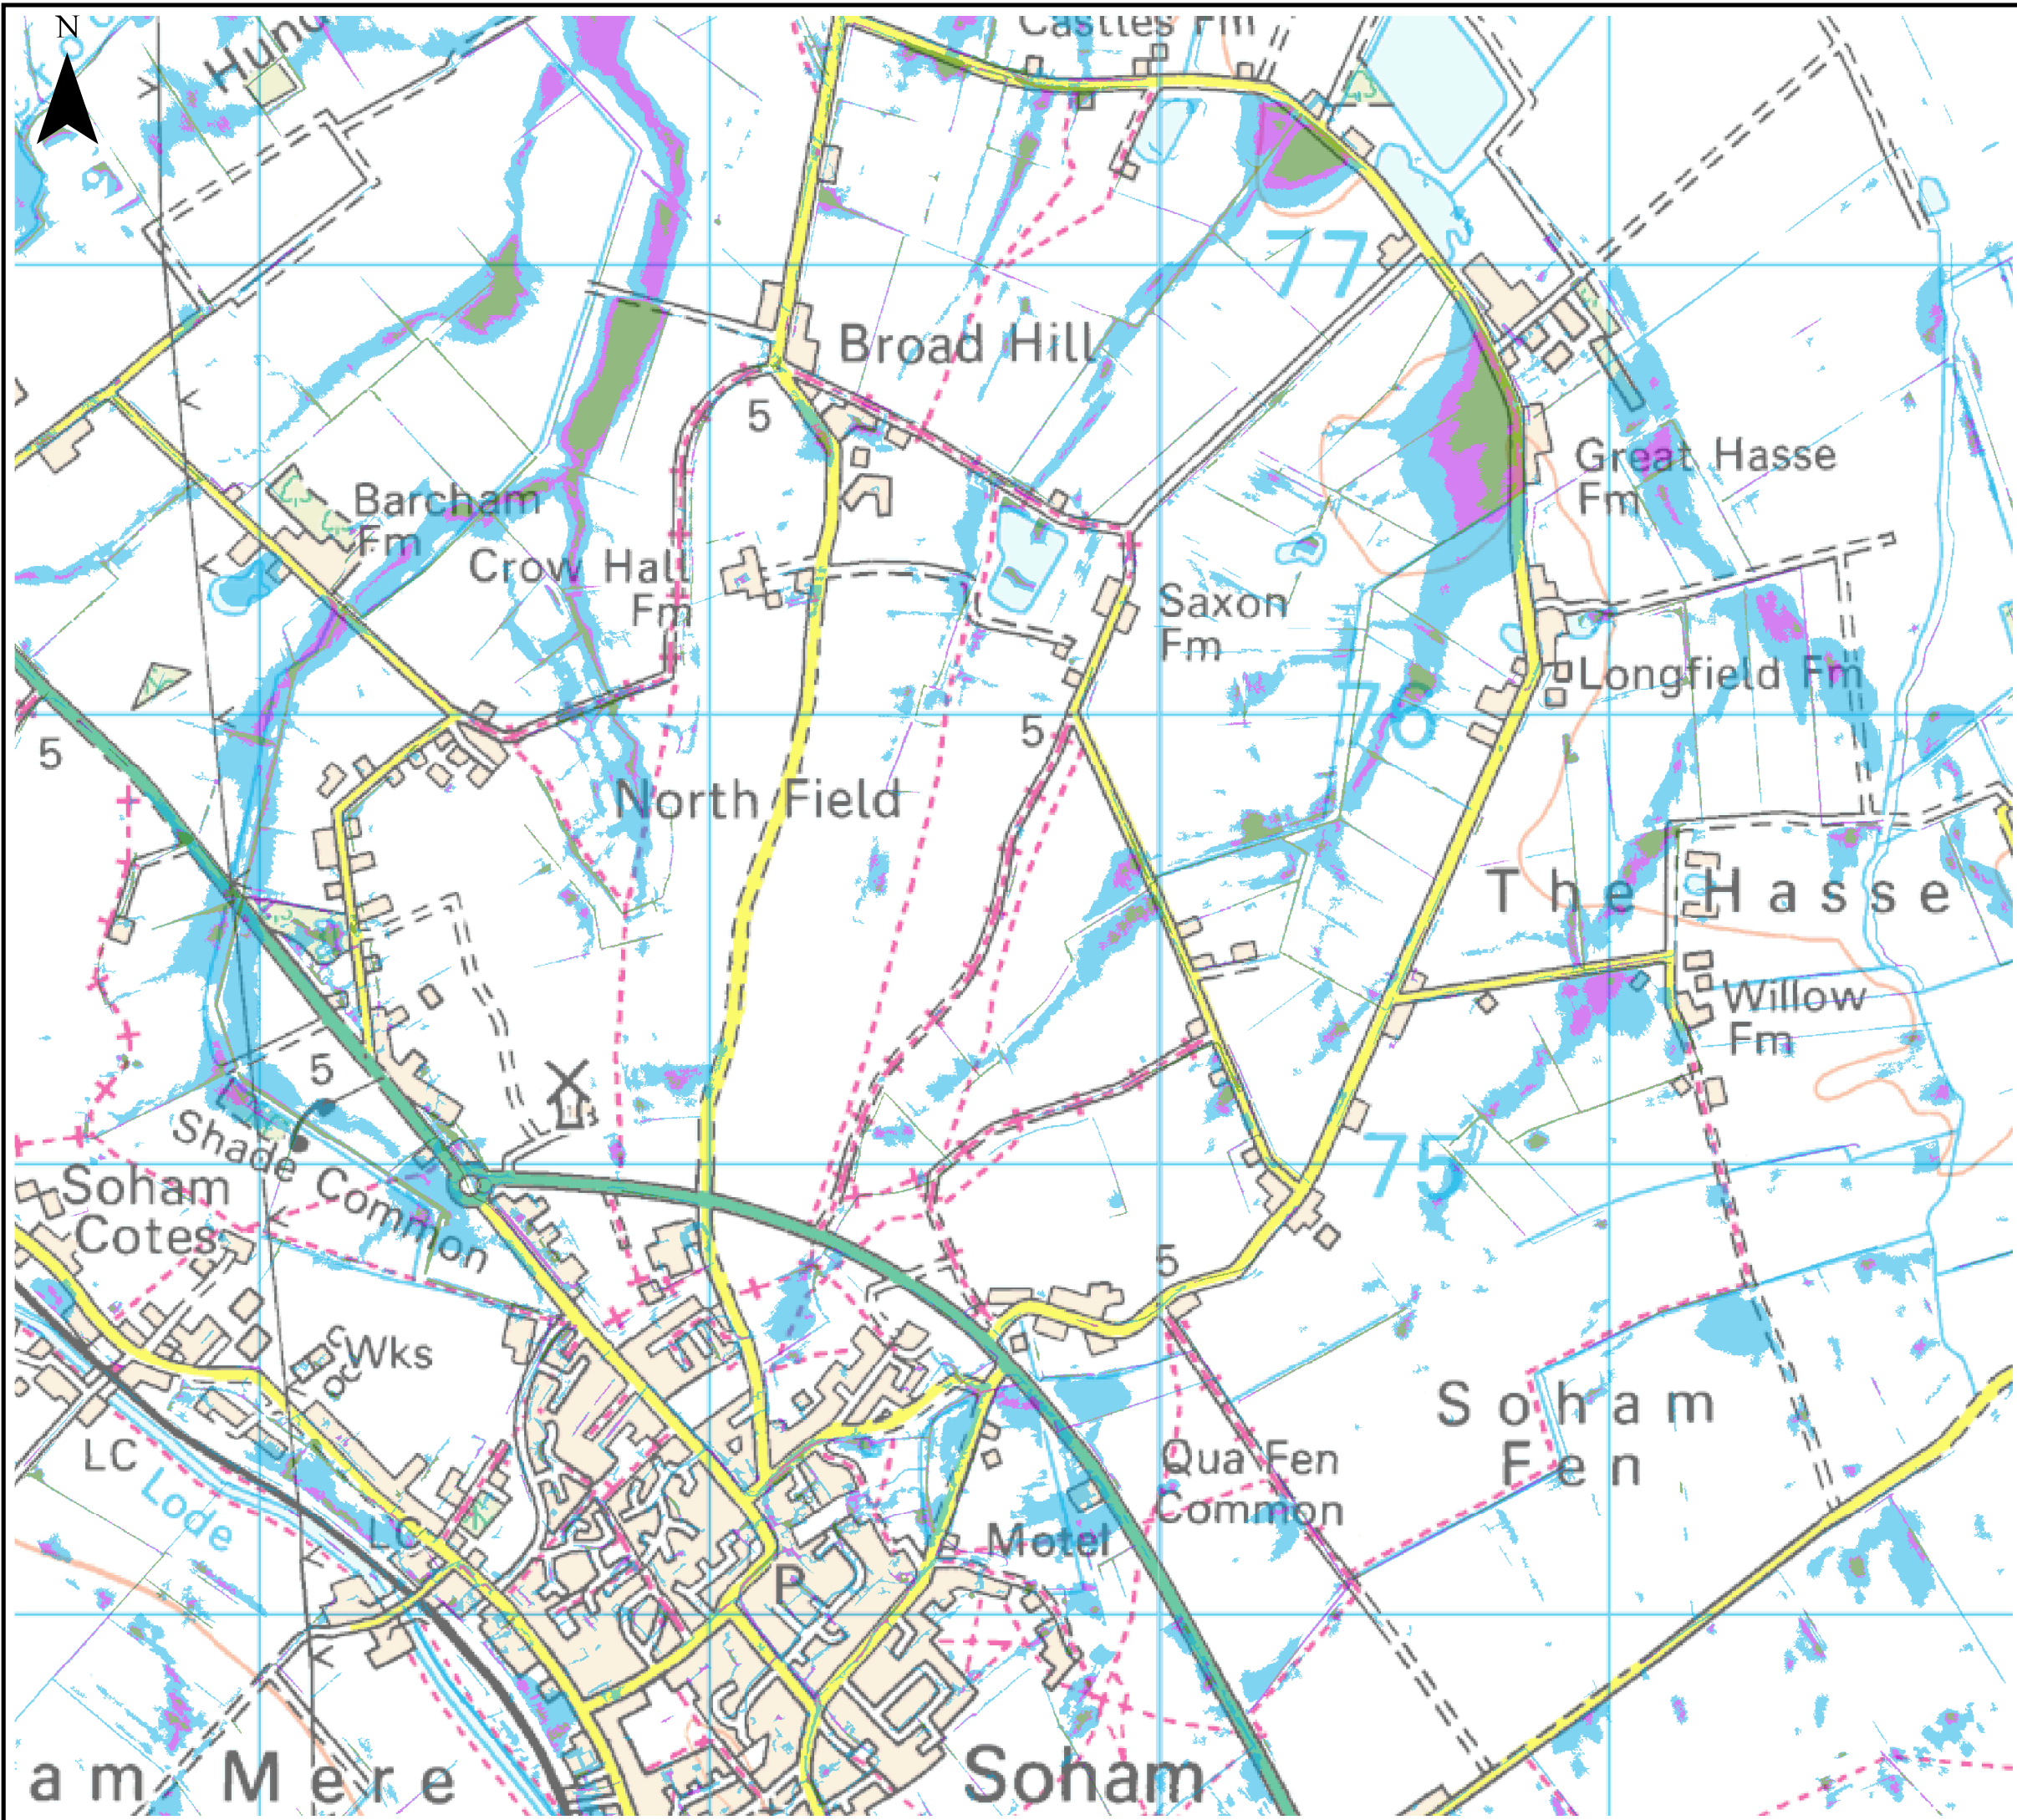 N
Castles Fm
77
Broad Hill
5
Great Hasse
Fm
Barcham
Fm
Crow Hall
Fm
Saxon
Fm
Longfield Fm
76
5
5
North Field
The Hasse
Willow
Fm
5
Shade Common
75
Soham
Cotes
5
Wks
Soham
Fen
LC
Lode
Qua Fen
Common
LC
Motel
P
am Mere
Soham